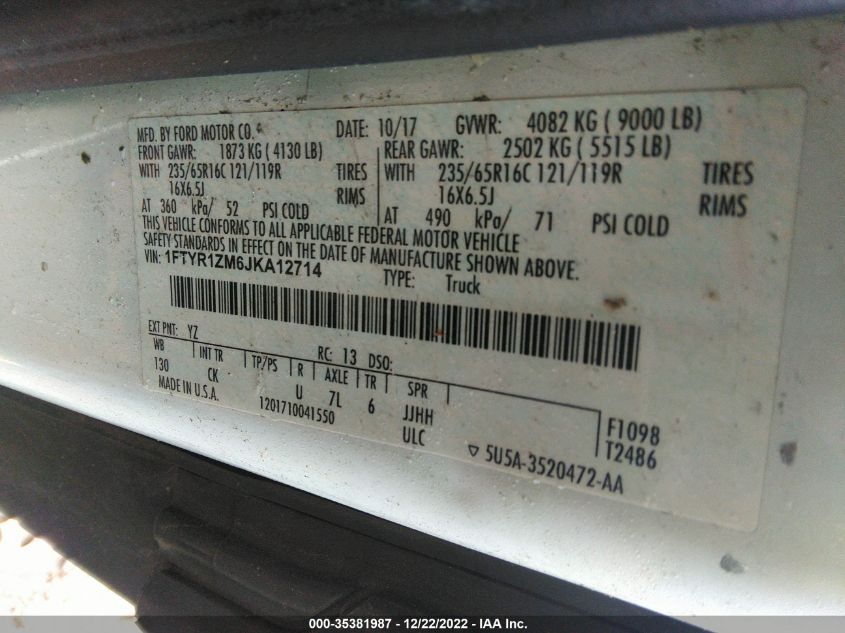 MFD. BY FORD MOTOR CO. DATE: 10/17 GVWR: 4082 KG ( 9000 LB)
FRONT GAWR: 1873 KG ( 4130 LB) REAR GAWR: 2502 KG ( 5515 LB)
WITH 235/65R16C 121/119R TIRES WITH 235/65R16C 121/119R TIRES
16X6.5J RIMS 16X6.5J RIMS
AT 360 kPa/ 52 PSI COLD AT 490 kPa/ 71 PSI COLD
THIS VEHICLE CONFORMS TO ALL APPLICABLE FEDERAL MOTOR VEHICLE
SAFETY STANDARDS IN EFFECT ON THE DATE OF MANUFACTURE SHOWN ABOVE.
VIN: 1FTYR1ZM6JKA12714 TYPE: Truck
EXT PNT: YZ RC: 13 DSO:
WB INT TR TP/PS R AXLE TR SPR
130 CK U 7L 6 JJHH F1098
MADE IN U.S.A. 1201710041550 ULC T2486
5U5A-3520472-AA
000-35381987 - 12/22/2022 - IAA Inc.